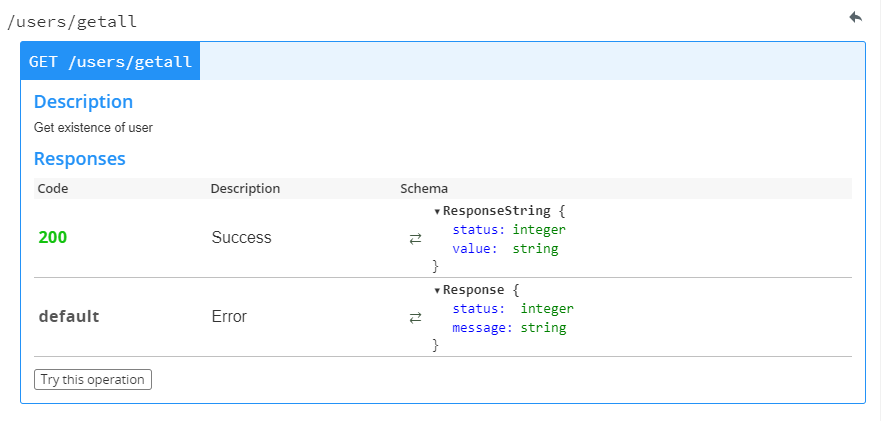 /users/getall
GET /users/getall
Description
Get existence of user
Responses
Code Description Schema
200 Success ⇄ ▾ResponseString {
status: integer
value: string
}
default Error ⇄ ▾Response {
status: integer
message: string
}
Try this operation